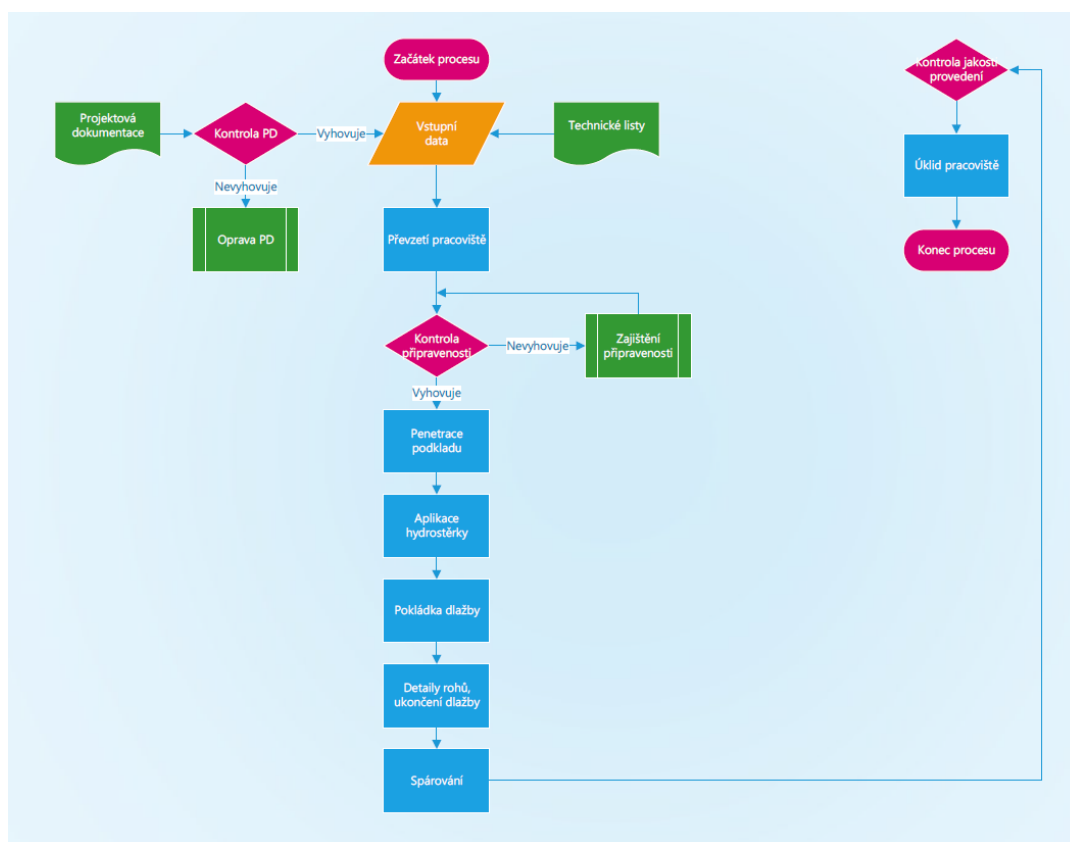 Začátek procesu
Projektová
dokumentace
Kontrola PD
Vyhovuje
Vstupní
data
Technické listy
Nevyhovuje
Oprava PD
Převzetí pracoviště
Kontrola
připravenosti
Nevyhovuje
Zajištění
připravenosti
Vyhovuje
Penetrace
podkladu
Aplikace
hydrostěrky
Pokládka dlažby
Detaily rohů,
ukončení dlažby
Spárování
Kontrola jakosti
provedení
Úklid pracoviště
Konec procesu